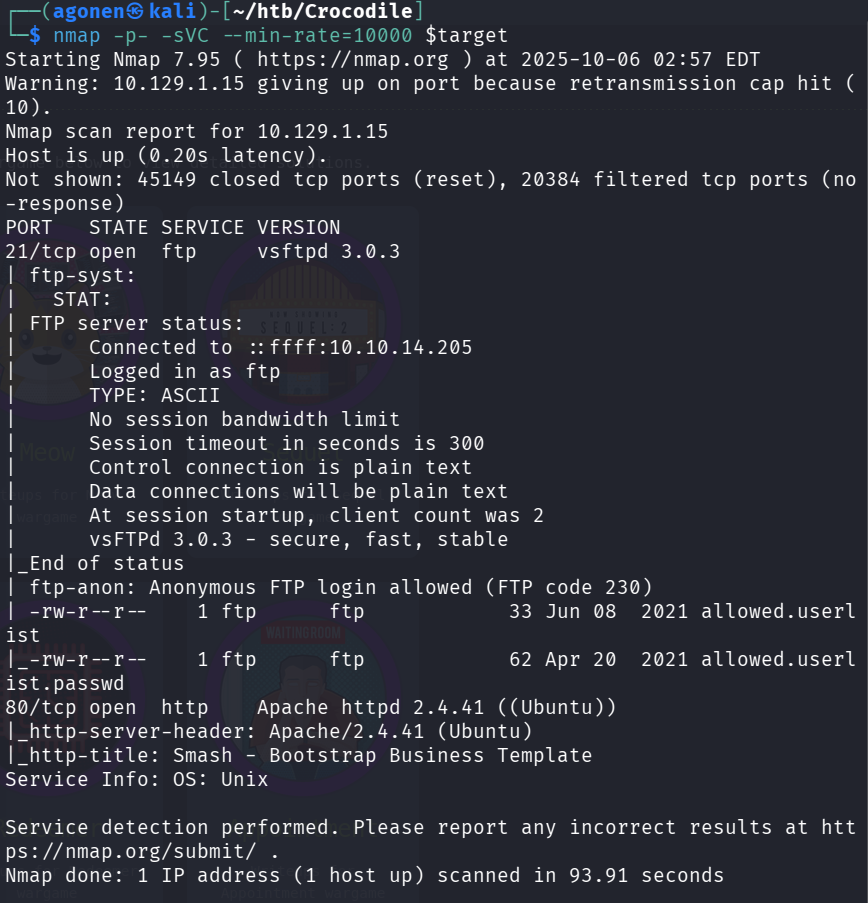 ┌──(agonen㉿kali)-[~/htb/Crocodile]
└─$ nmap -p- -sVC --min-rate=10000 $target
Starting Nmap 7.95 ( https://nmap.org ) at 2025-10-06 02:57 EDT
Warning: 10.129.1.15 giving up on port because retransmission cap hit (
10).
Nmap scan report for 10.129.1.15
Host is up (0.20s latency).
Not shown: 45149 closed tcp ports (reset), 20384 filtered tcp ports (no
-response)
PORT   STATE SERVICE VERSION
21/tcp open  ftp     vsftpd 3.0.3
| ftp-syst:
|   STAT:
| FTP server status:
|      Connected to ::ffff:10.10.14.205
|      Logged in as ftp
|      TYPE: ASCII
|      No session bandwidth limit
|      Session timeout in seconds is 300
|      Control connection is plain text
|      Data connections will be plain text
|      At session startup, client count was 2
|      vsFTPd 3.0.3 - secure, fast, stable
|_End of status
| ftp-anon: Anonymous FTP login allowed (FTP code 230)
| -rw-r--r--    1 ftp      ftp            33 Jun 08  2021 allowed.userl
ist
|_-rw-r--r--    1 ftp      ftp            62 Apr 20  2021 allowed.userl
ist.passwd
80/tcp open  http    Apache httpd 2.4.41 ((Ubuntu))
|_http-server-header: Apache/2.4.41 (Ubuntu)
|_http-title: Smash - Bootstrap Business Template
Service Info: OS: Unix

Service detection performed. Please report any incorrect results at htt
ps://nmap.org/submit/ .
Nmap done: 1 IP address (1 host up) scanned in 93.91 seconds
Meow
SEQUEL:2
WAITING ROOM